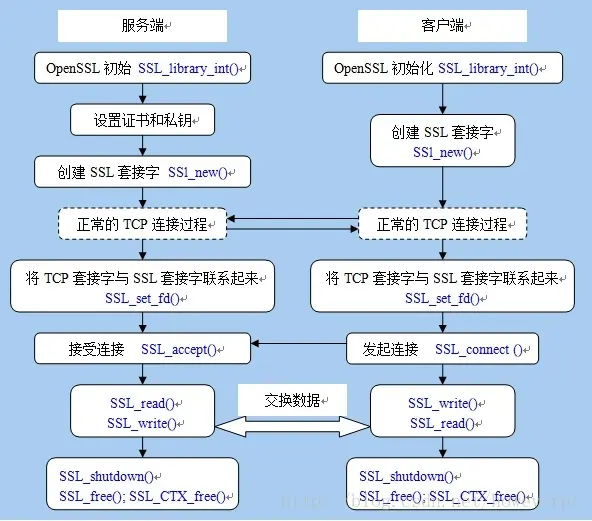 服务端
客户端
OpenSSL 初始 SSL_library_int()
OpenSSL 初始化 SSL_library_int()
设置证书和私钥
创建 SSL 套接字
SSl_new()
创建 SSL 套接字 SSl_new()
正常的 TCP 连接过程
正常的 TCP 连接过程
将 TCP 套接字与 SSL 套接字联系起来
SSL_set_fd()
将 TCP 套接字与 SSL 套接字联系起来
SSL_set_fd()
接受连接 SSL_accept()
发起连接 SSL_connect ()
SSL_read()
SSL_write()
交换数据
SSL_write()
SSL_read()
SSL_shutdown()
SSL_free(); SSL_CTX_free()
SSL_shutdown()
SSL_free(); SSL_CTX_free()